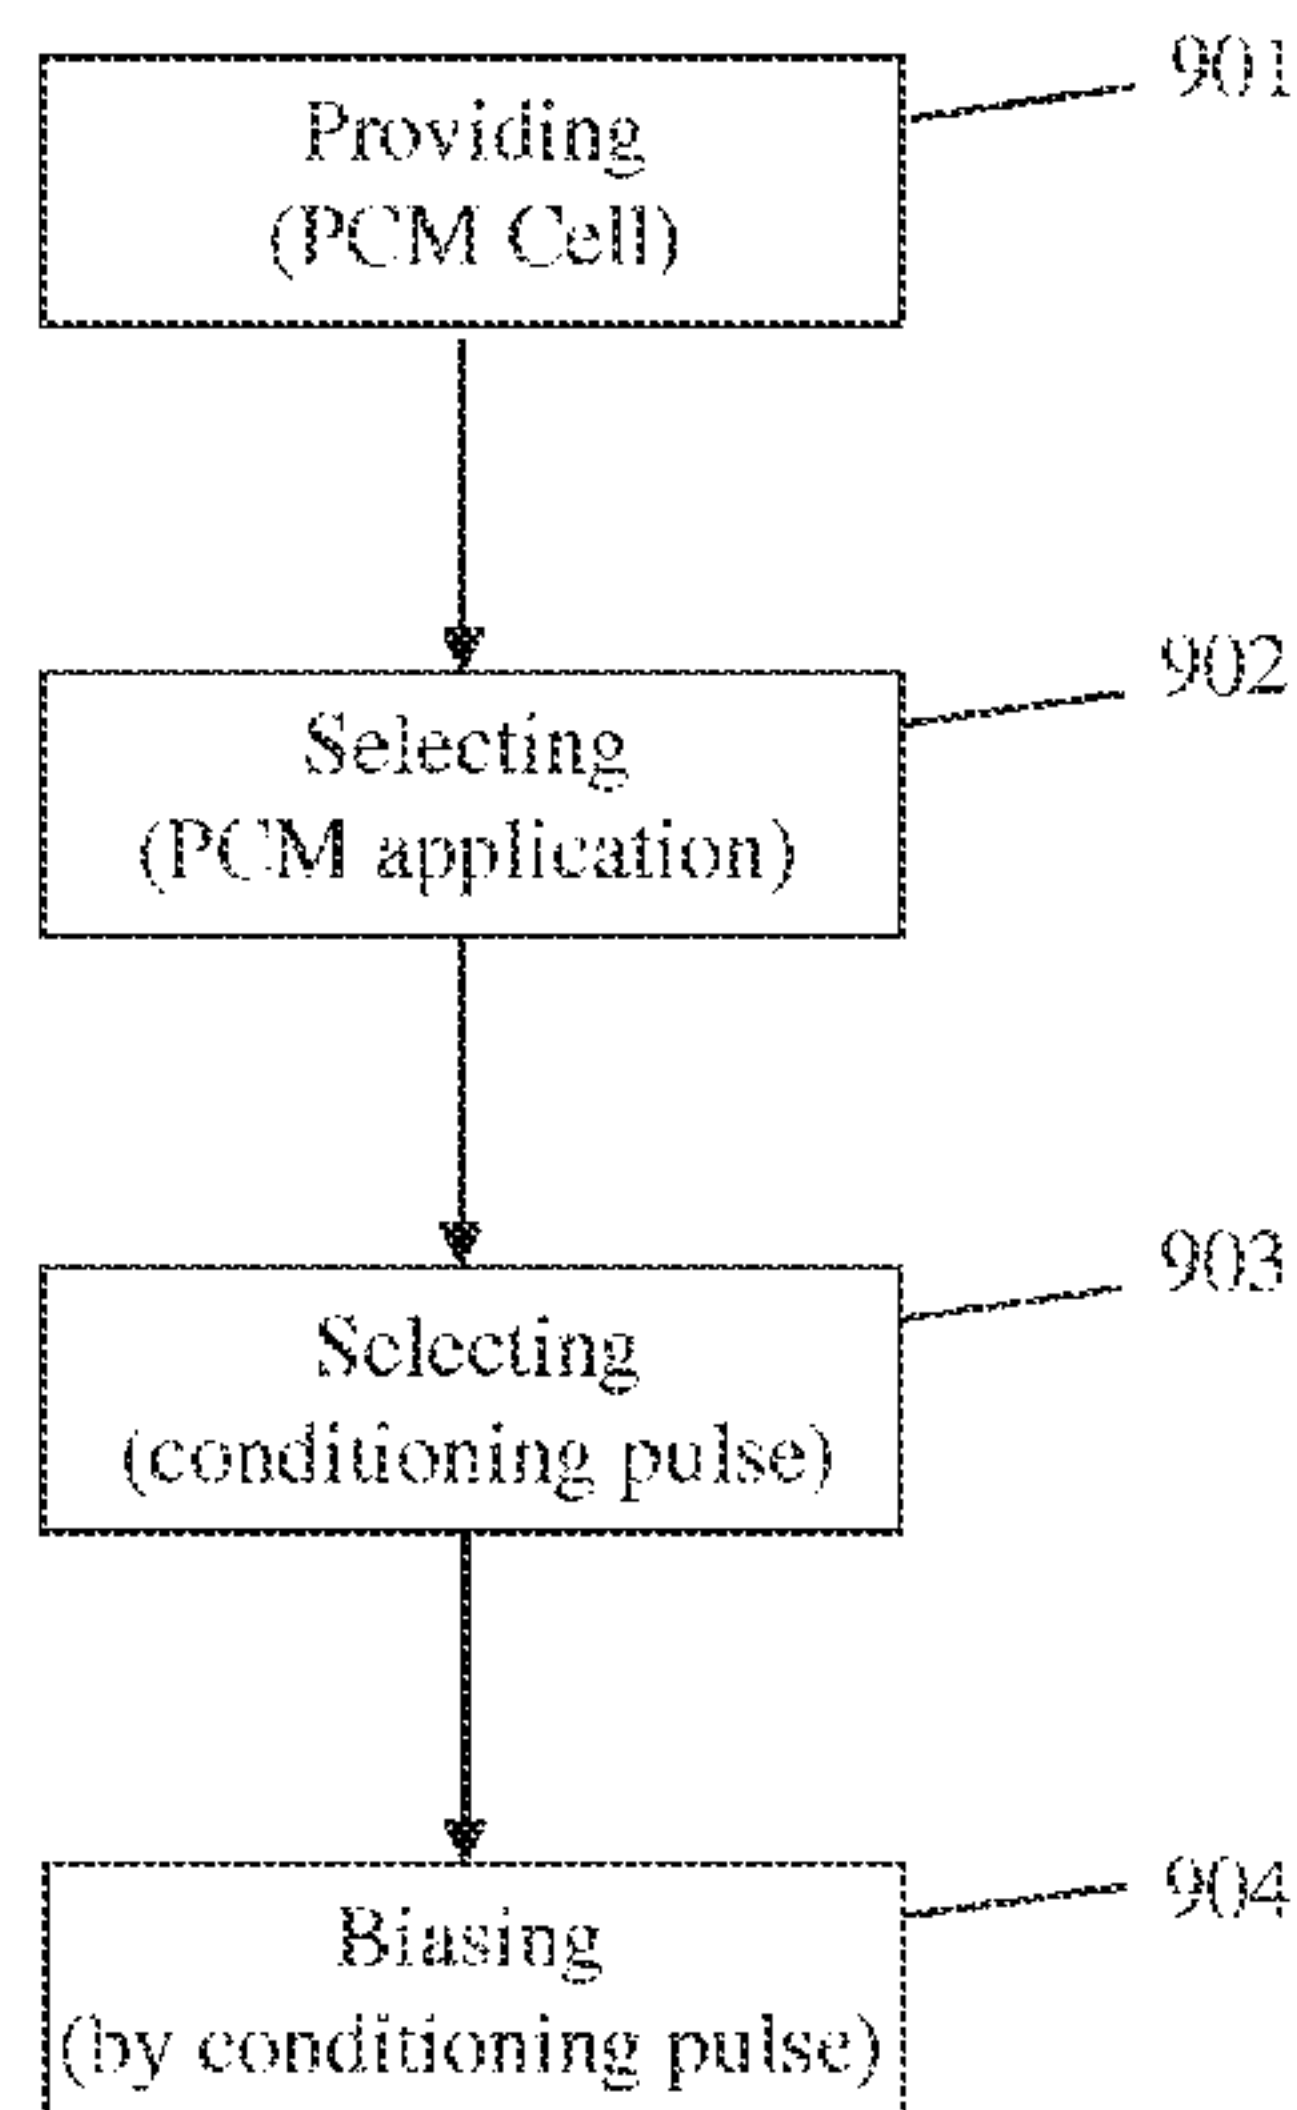 901
Providing
(PCM Cell)
902
Selecting
(PCM application)
903
Selecting
(conditioning pulse)
904
Biasing
(by conditioning pulse)